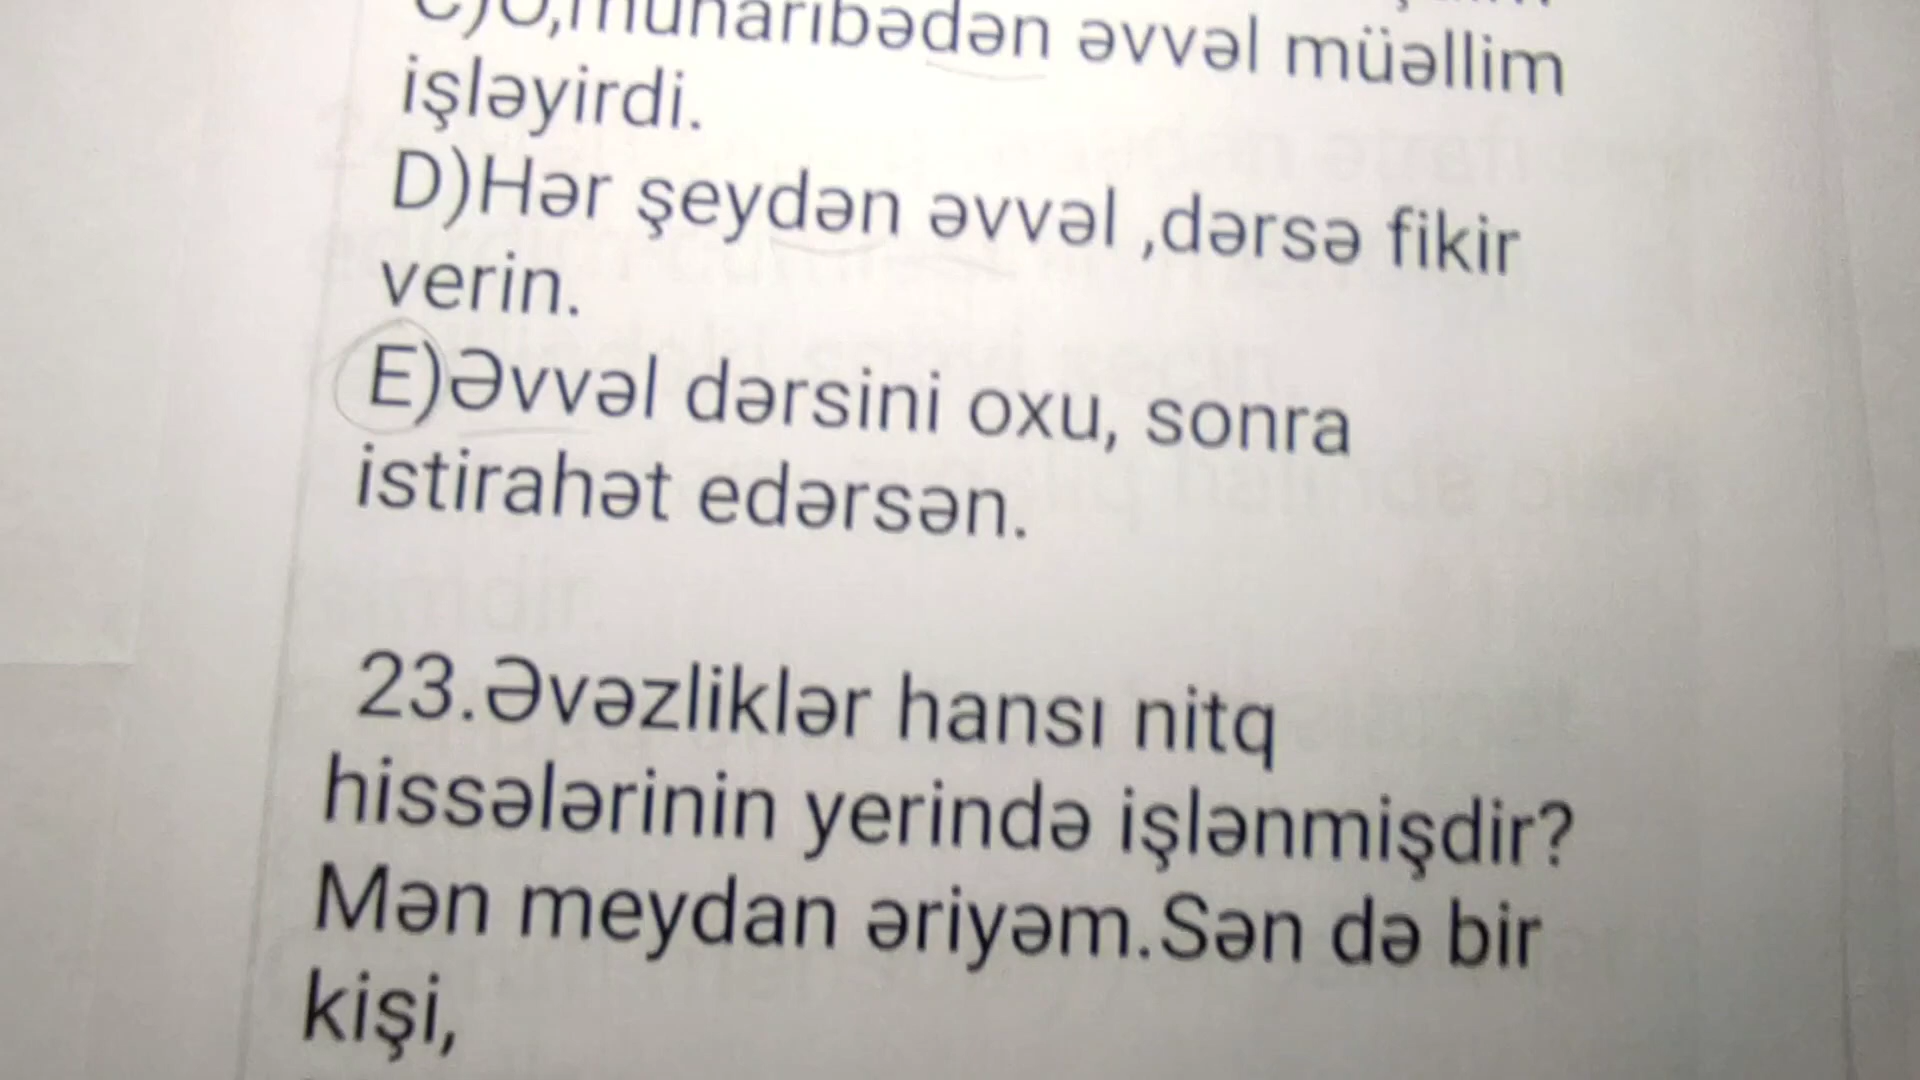 C)O,müharibədən əvvəl müəllim
işləyirdi.
D)Hər şeydən əvvəl ,dərsə fikir
verin.
E)Əvvəl dərsini oxu, sonra
istirahət edərsən.
23.Əvəzliklər hansı nitq
hissələrinin yerində işlənmişdir?
Mən meydan əriyəm.Sən də bir
kişi,